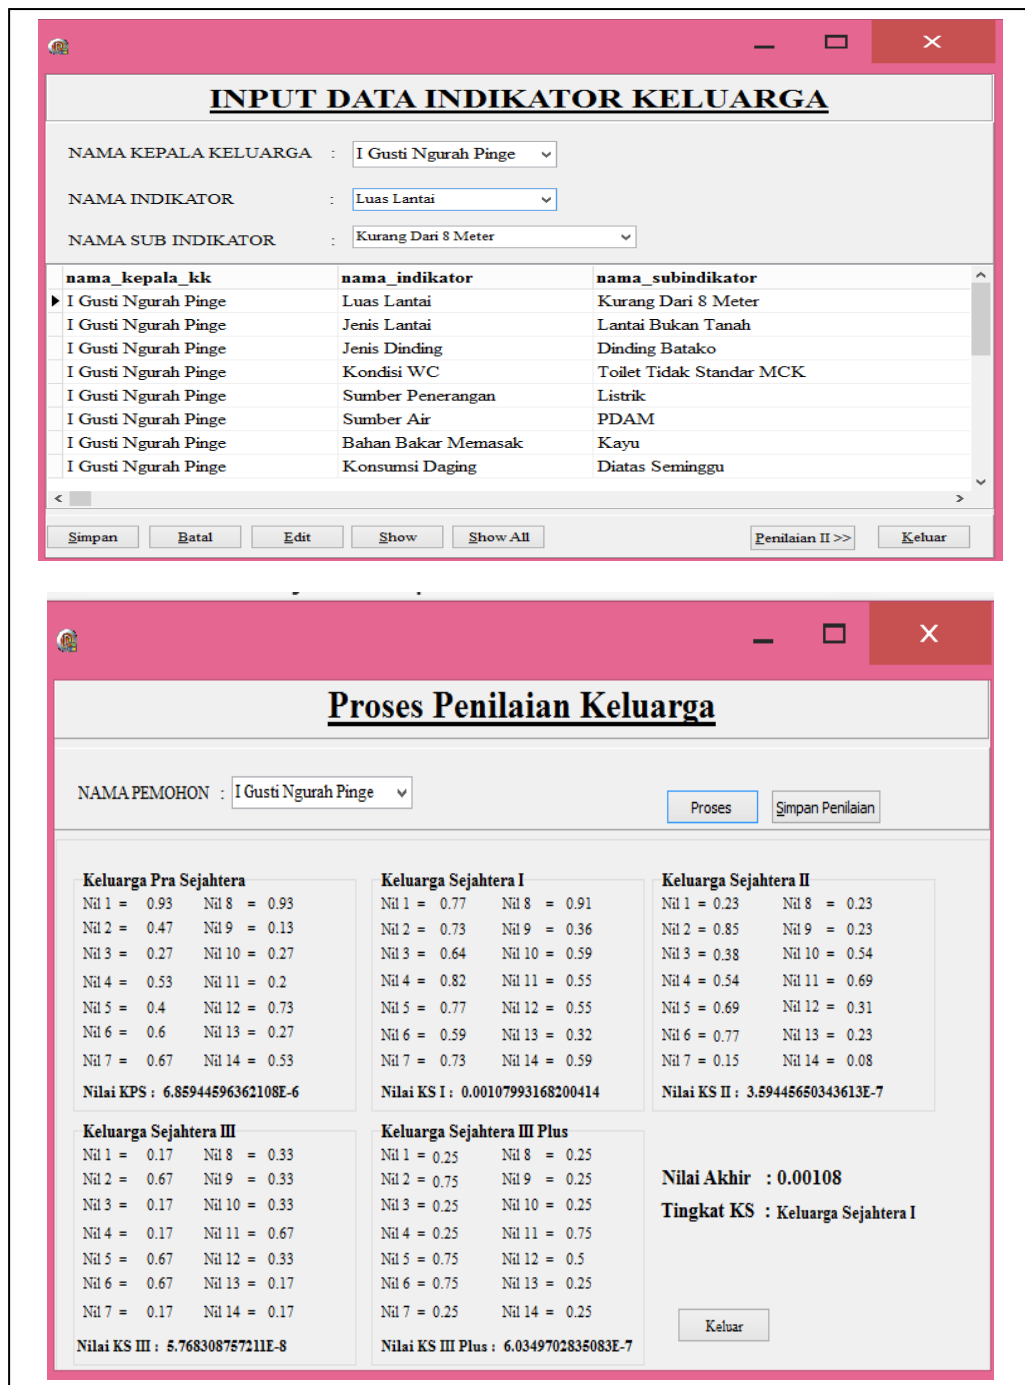 INPUT DATA INDIKATOR KELUARGA
NAMA KEPALA KELUARGA : I Gusti Ngurah Pinge
NAMA INDIKATOR : Luas Lantai
NAMA SUB INDIKATOR : Kurang Dari 8 Meter
nama_kepala_kk nama_indikator nama_subindikator
I Gusti Ngurah Pinge Luas Lantai Kurang Dari 8 Meter
I Gusti Ngurah Pinge Jenis Lantai Lantai Bukan Tanah
I Gusti Ngurah Pinge Jenis Dinding Dinding Batako
I Gusti Ngurah Pinge Kondisi WC Toilet Tidak Standar MCK
I Gusti Ngurah Pinge Sumber Penerangan Listrik
I Gusti Ngurah Pinge Sumber Air PDAM
I Gusti Ngurah Pinge Bahan Bakar Memasak Kayu
I Gusti Ngurah Pinge Konsumsi Daging Diatas Seminggu
Simpan Batal Edit Show Show All Penilaian II >> Keluar
Proses Penilaian Keluarga
NAMA PEMOHON : I Gusti Ngurah Pinge Proses Simpan Penilaian
Keluarga Pra Sejahtera
Nil 1 = 0.93 Nil 8 = 0.93
Nil 2 = 0.47 Nil 9 = 0.13
Nil 3 = 0.27 Nil 10 = 0.27
Nil 4 = 0.53 Nil 11 = 0.2
Nil 5 = 0.4 Nil 12 = 0.73
Nil 6 = 0.6 Nil 13 = 0.27
Nil 7 = 0.67 Nil 14 = 0.53
Nilai KPS : 6.85944596362108E-6
Keluarga Sejahtera I
Nil 1 = 0.77 Nil 8 = 0.91
Nil 2 = 0.73 Nil 9 = 0.36
Nil 3 = 0.64 Nil 10 = 0.59
Nil 4 = 0.82 Nil 11 = 0.55
Nil 5 = 0.77 Nil 12 = 0.55
Nil 6 = 0.59 Nil 13 = 0.32
Nil 7 = 0.73 Nil 14 = 0.59
Nilai KS I : 0.00107993168200414
Keluarga Sejahtera II
Nil 1 = 0.23 Nil 8 = 0.23
Nil 2 = 0.85 Nil 9 = 0.23
Nil 3 = 0.38 Nil 10 = 0.54
Nil 4 = 0.54 Nil 11 = 0.69
Nil 5 = 0.69 Nil 12 = 0.31
Nil 6 = 0.77 Nil 13 = 0.23
Nil 7 = 0.15 Nil 14 = 0.08
Nilai KS II : 3.59445650343613E-7
Keluarga Sejahtera III
Nil 1 = 0.17 Nil 8 = 0.33
Nil 2 = 0.67 Nil 9 = 0.33
Nil 3 = 0.17 Nil 10 = 0.33
Nil 4 = 0.17 Nil 11 = 0.67
Nil 5 = 0.67 Nil 12 = 0.33
Nil 6 = 0.67 Nil 13 = 0.17
Nil 7 = 0.17 Nil 14 = 0.17
Nilai KS III : 5.768308757211E-8
Keluarga Sejahtera III Plus
Nil 1 = 0.25 Nil 8 = 0.25
Nil 2 = 0.75 Nil 9 = 0.25
Nil 3 = 0.25 Nil 10 = 0.25
Nil 4 = 0.25 Nil 11 = 0.75
Nil 5 = 0.75 Nil 12 = 0.5
Nil 6 = 0.75 Nil 13 = 0.25
Nil 7 = 0.25 Nil 14 = 0.25
Nilai KS III Plus : 6.0349702835083E-7
Nilai Akhir : 0.00108
Tingkat KS : Keluarga Sejahtera I
Keluar